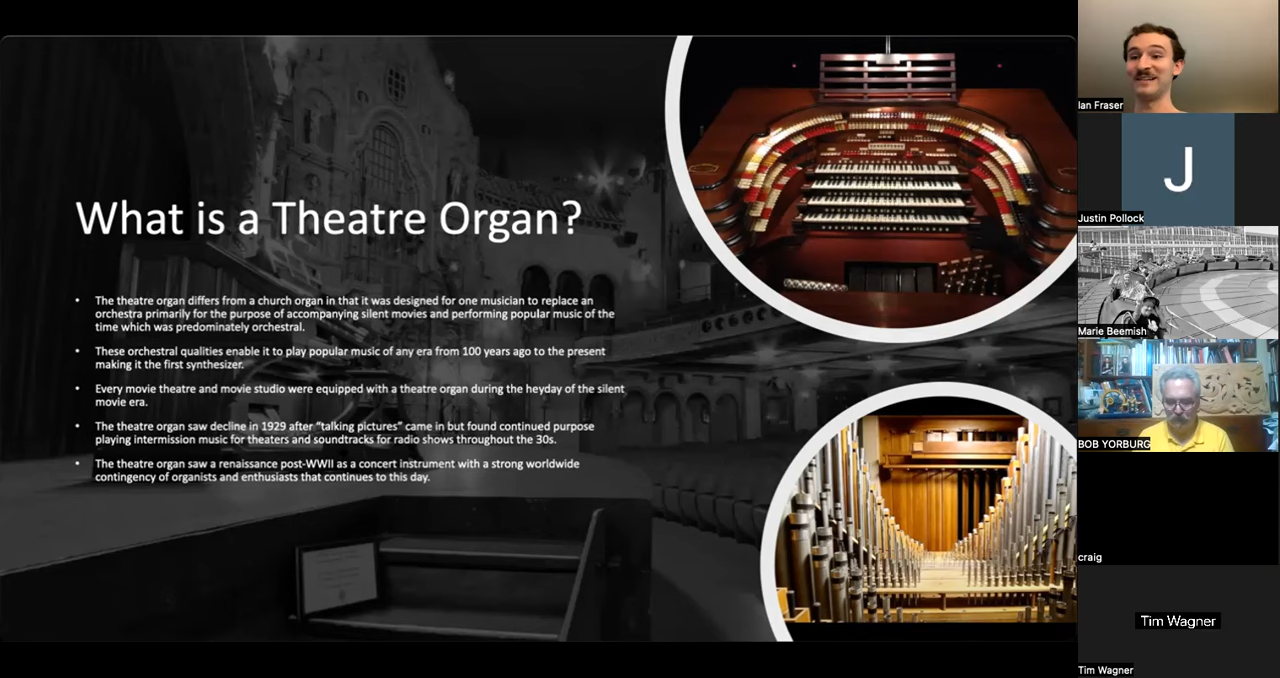 What is a Theatre Organ?
• The theatre organ differs from a church organ in that it was designed for one musician to replace an
orchestra primarily for the purpose of accompanying silent movies and performing popular music of the
time which was predominately orchestral.
• These orchestral qualities enable it to play popular music of any era from 100 years ago to the present
making it the first synthesizer.
• Every movie theatre and movie studio were equipped with a theatre organ during the heyday of the silent
movie era.
• The theatre organ saw decline in 1929 after “talking pictures” came in but found continued purpose
playing intermission music for theaters and soundtracks for radio shows throughout the 30s.
• The theatre organ saw a renaissance post-WWII as a concert instrument with a strong worldwide
contingency of organists and enthusiasts that continues to this day.
Ian Fraser
J
Justin Pollock
Marie Beemish
BOB YORBURG
craig
Tim Wagner
Tim Wagner